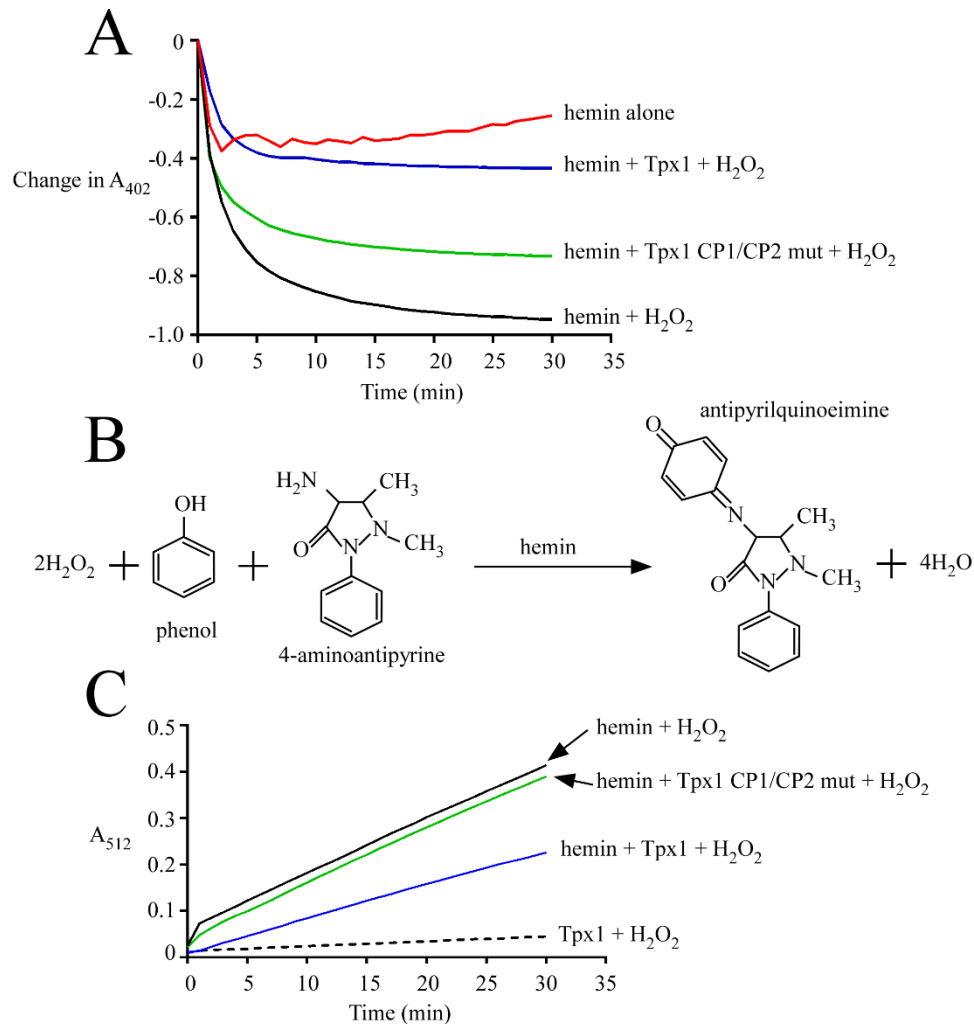 A
0
-0.2
-0.4
-0.6
-0.8
-1.0
Change in A₄₀₂
hemin alone
hemin + Tpx1 + H₂O₂
hemin + Tpx1 CP1/CP2 mut + H₂O₂
hemin + H₂O₂
0 5 10 15 20 25 30 35
Time (min)
B
2H₂O₂ + phenol + 4-aminoantipyrine
OH
H₂N
CH₃
O
N N
CH₃
hemin
antipyrilquinoeimine
O
N
CH₃
O
N N
CH₃
+ 4H₂O
C
0.5
0.4
0.3
0.2
0.1
0
A₅₁₂
hemin + H₂O₂
hemin + Tpx1 CP1/CP2 mut + H₂O₂
hemin + Tpx1 + H₂O₂
Tpx1 + H₂O₂
0 5 10 15 20 25 30 35
Time (min)